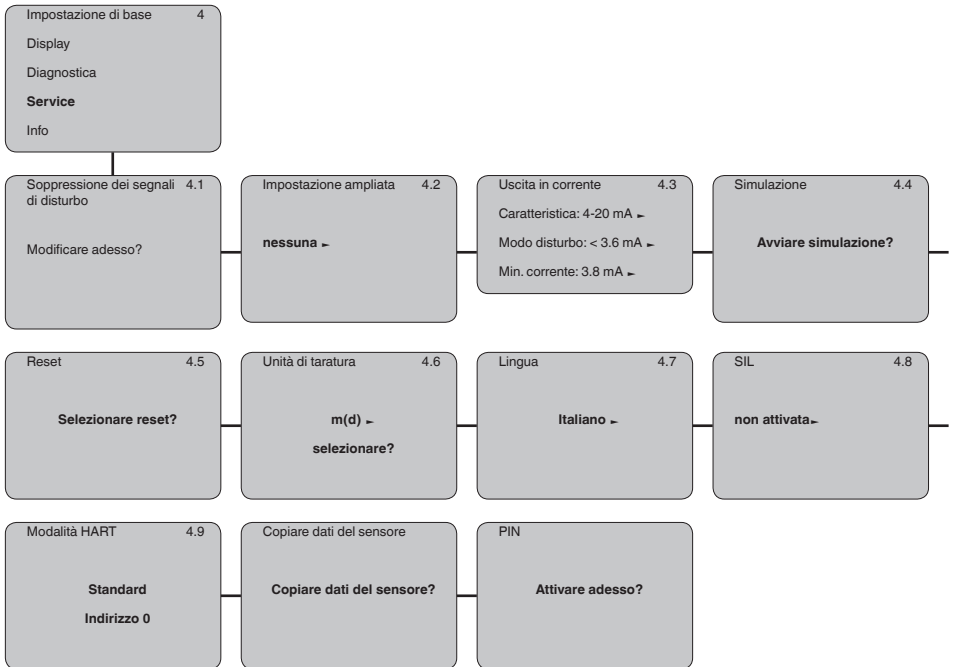 Impostazione di base 4
Display
Diagnostica
Service
Info
Soppressione dei segnali 4.1
di disturbo
Modificare adesso?
Impostazione ampliata 4.2
nessuna ►
Uscita in corrente 4.3
Caratteristica: 4-20 mA ►
Modo disturbo: < 3.6 mA ►
Min. corrente: 3.8 mA ►
Simulazione 4.4
Avviare simulazione?
Reset 4.5
Selezionare reset?
Unità di taratura 4.6
m(d) ►
selezionare?
Lingua 4.7
Italiano ►
SIL 4.8
non attivata►
Modalità HART 4.9
Standard
Indirizzo 0
Copiare dati del sensore
Copiare dati del sensore?
PIN
Attivare adesso?